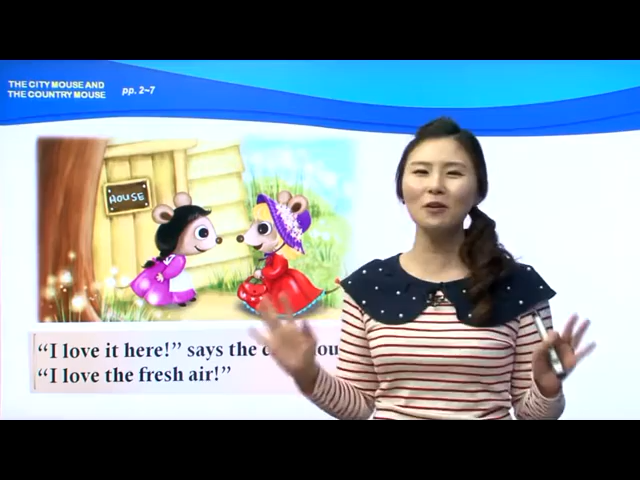 THE CITY MOUSE AND
THE COUNTRY MOUSE
pp. 2~7
HOUSE
“I love it here!” says the
“I love the fresh air!”